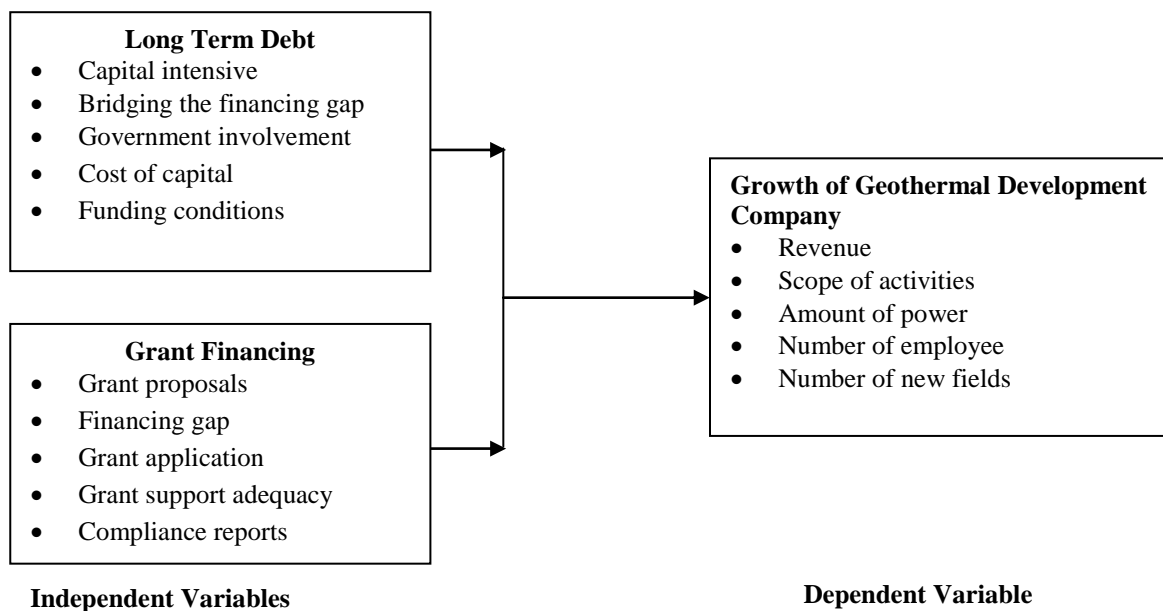 Long Term Debt
• Capital intensive
• Bridging the financing gap
• Government involvement
• Cost of capital
• Funding conditions
Grant Financing
• Grant proposals
• Financing gap
• Grant application
• Grant support adequacy
• Compliance reports
Independent Variables
Growth of Geothermal Development
Company
• Revenue
• Scope of activities
• Amount of power
• Number of employee
• Number of new fields
Dependent Variable